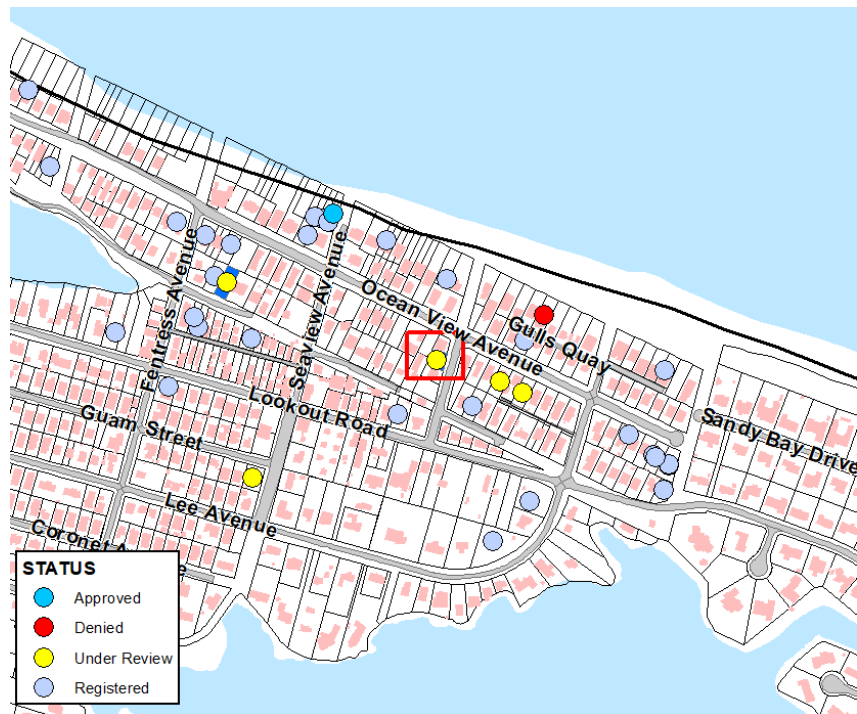 Ocean View Avenue
Gulls Quay
Seaview Avenue
Fentress Avenue
Lookout Road
Guam Street
Sandy Bay Drive
Lee Avenue
Coronet A
e
STATUS
Approved
Denied
Under Review
Registered